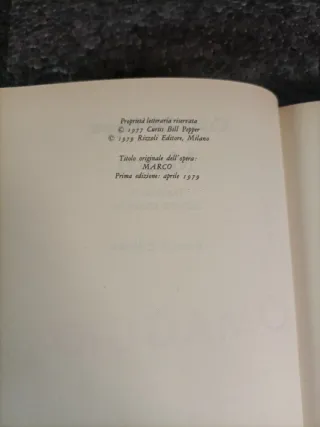 Proprietà letteraria riservata
© 1977 Curtis Bill Pepper
© 1979 Rizzoli Editore, Milano
Titolo originale dell'opera:
MARCO
Prima edizione: aprile 1979